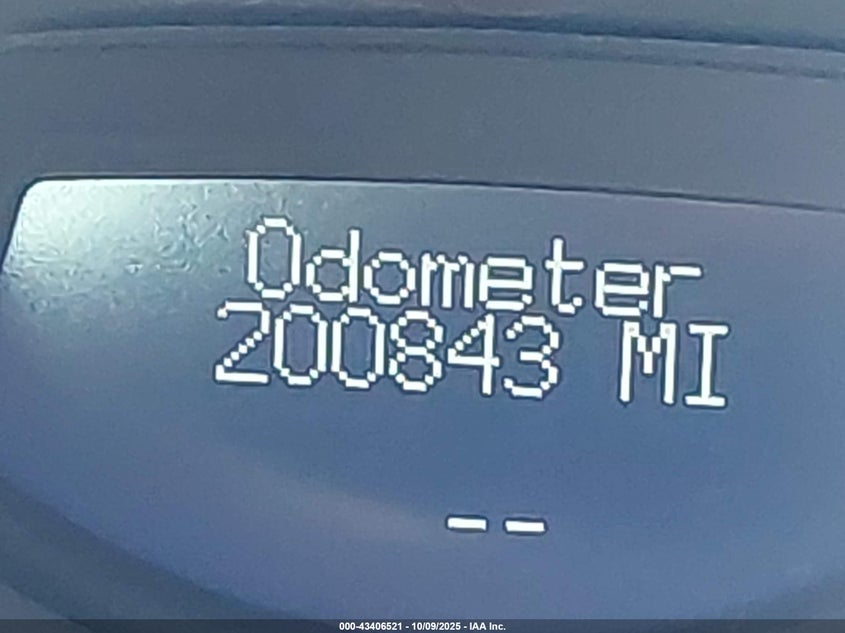 Odometer
200843 MI
--
000-43406521 - 10/09/2025 - IAA Inc.